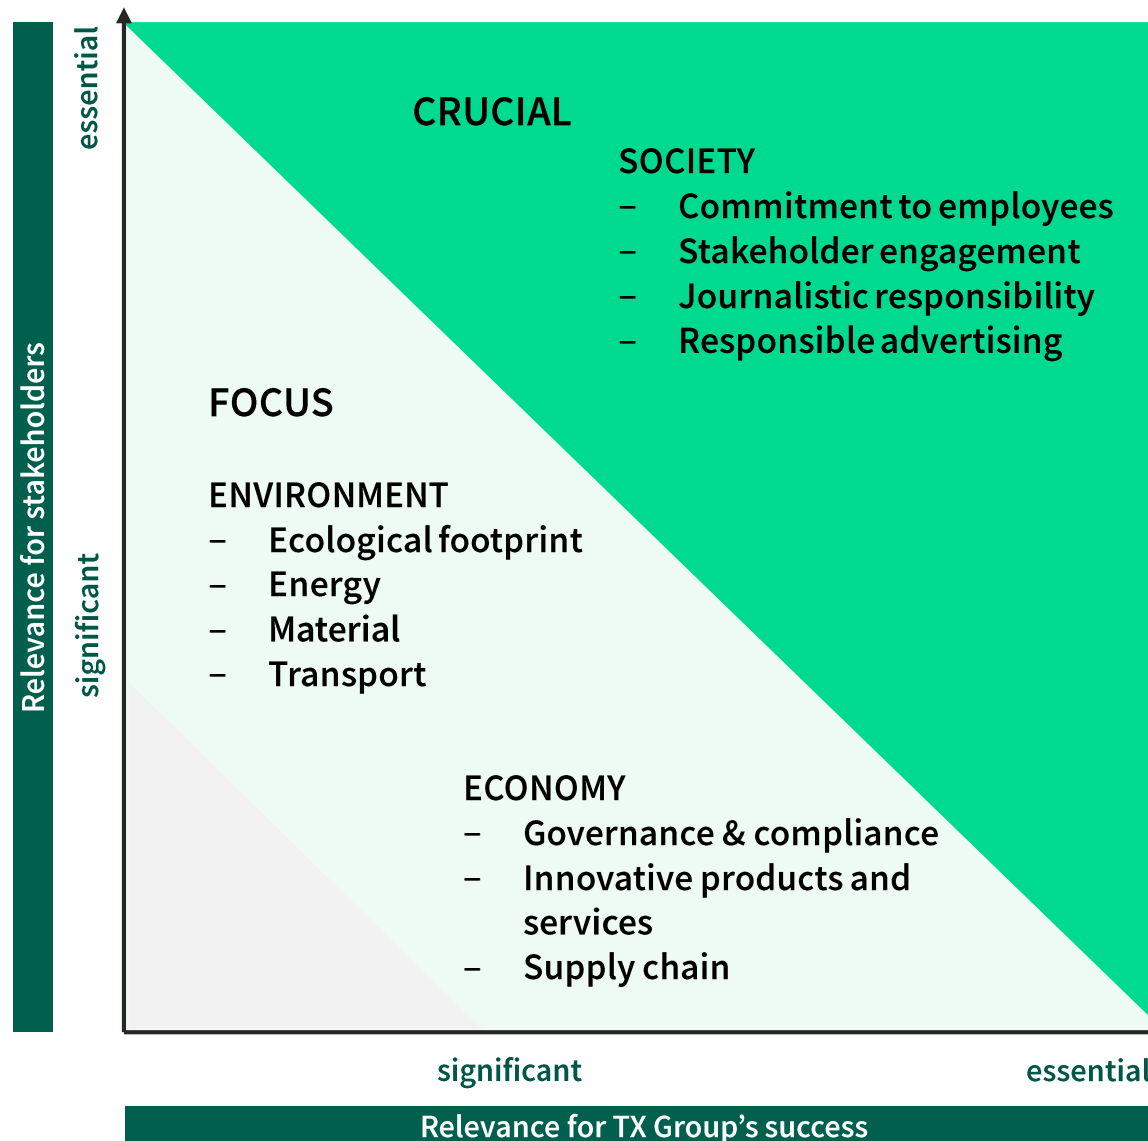 essential
CRUCIAL
SOCIETY
– Commitment to employees
– Stakeholder engagement
– Journalistic responsibility
– Responsible advertising
Relevance for stakeholders
FOCUS
significant
ENVIRONMENT
– Ecological footprint
– Energy
– Material
– Transport
ECONOMY
– Governance & compliance
– Innovative products and
services
– Supply chain
significant
essential
Relevance for TX Group’s success